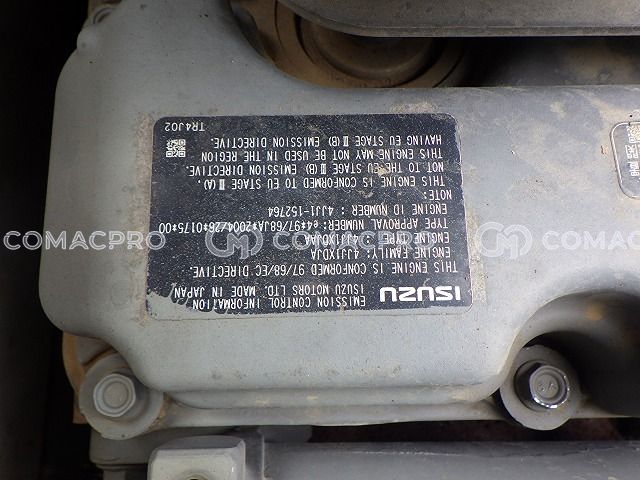 ISUZU
EMISSION CONTROL INFORMATION
ISUZU MOTORS LTD. MADE IN JAPAN
THIS ENGINE IS CONFORMED 97/68/EC DIRECTIVE.
ENGINE FAMILY: 4JJ1XDJA
ENGINE TYPE: 4JJ1XDJAA
TYPE APPROVAL NUMBER: e4*97/68JA*2004/26*0175*00
ENGINE ID NUMBER : 4JJ1-152764
NOTE:
THIS ENGINE IS CONFORMED TO EU STAGE Ⅲ(A).
NOT TO THE EU STAGE Ⅲ(B) EMISSION DIRECTIVE.
THIS ENGINE MAY NOT BE USED IN THE REGION
HAVING EU STAGE Ⅲ(B) EMISSION DIRECTIVE.
TR4J02
COMACPRO COMACPRO COMACPRO